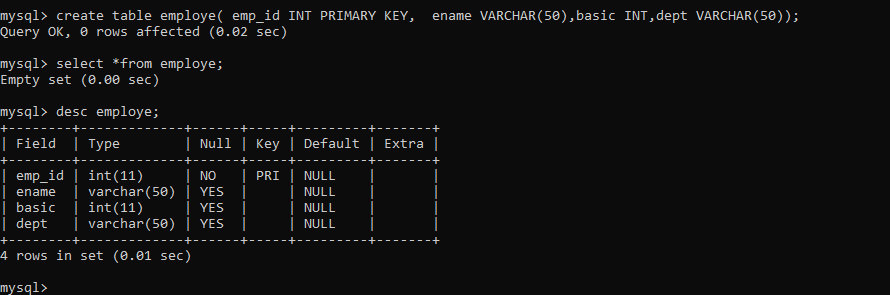 mysql> create table employe( emp_id INT PRIMARY KEY,  ename VARCHAR(50),basic INT,dept VARCHAR(50));
Query OK, 0 rows affected (0.02 sec)
mysql> select *from employe;
Empty set (0.00 sec)
mysql> desc employe;
+--------+-------------+------+-----+---------+-------+
| Field  | Type        | Null | Key | Default | Extra |
+--------+-------------+------+-----+---------+-------+
| emp_id | int(11)     | NO   | PRI | NULL    |       |
| ename  | varchar(50) | YES  |     | NULL    |       |
| basic  | int(11)     | YES  |     | NULL    |       |
| dept   | varchar(50) | YES  |     | NULL    |       |
+--------+-------------+------+-----+---------+-------+
4 rows in set (0.01 sec)
mysql>